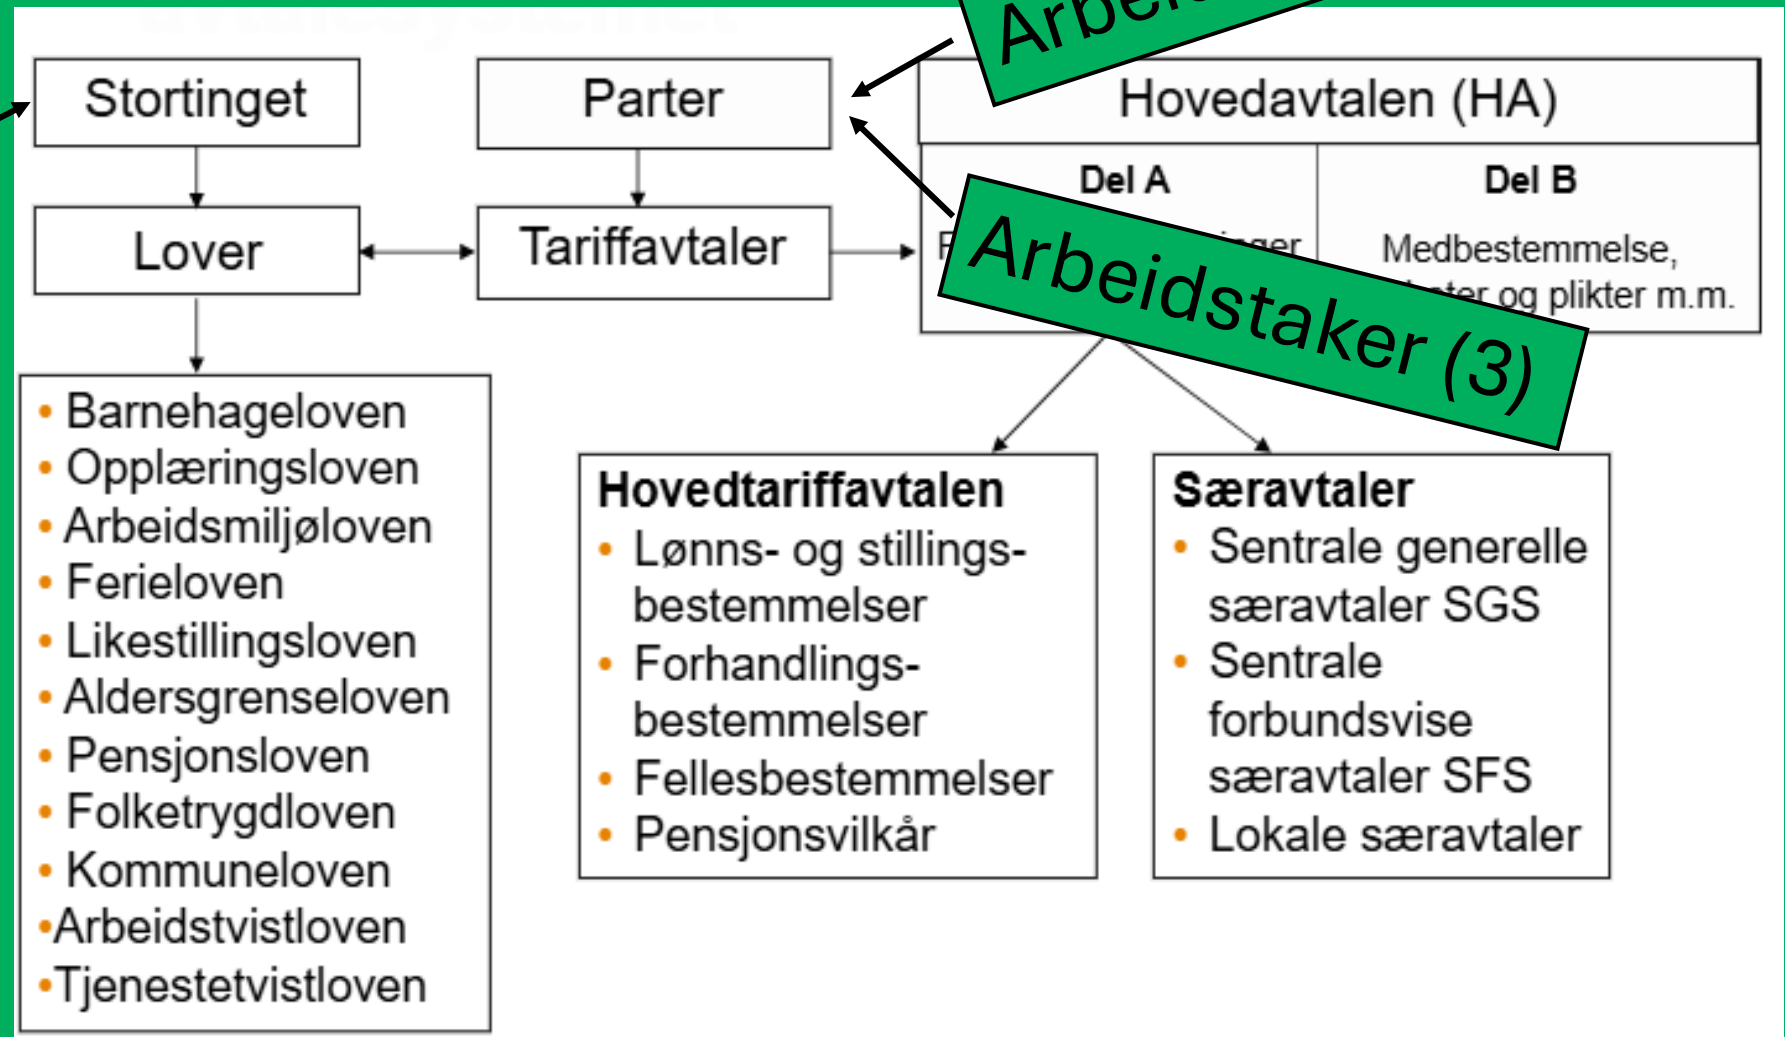 Stortinget
Parter
Hovedavtalen (HA)
Del A
Del B
Lover
Tariffavtaler
Medbestemmelse,
og plikter m.m.
Arbeidstaker (3)
• Barnehageloven
• Opplæringsloven
• Arbeidsmiljøloven
• Ferieloven
• Likestillingsloven
• Aldersgrenseloven
• Pensjonsloven
• Folketrygdloven
• Kommuneloven
•Arbeidstvistloven
•Tjenestetvistloven
Hovedtariffavtalen
• Lønns- og stillings-
bestemmelser
• Forhandlings-
bestemmelser
• Fellesbestemmelser
• Pensjonsvilkår
Særavtaler
• Sentrale generelle
særavtaler SGS
• Sentrale
forbundsvise
særavtaler SFS
• Lokale særavtaler